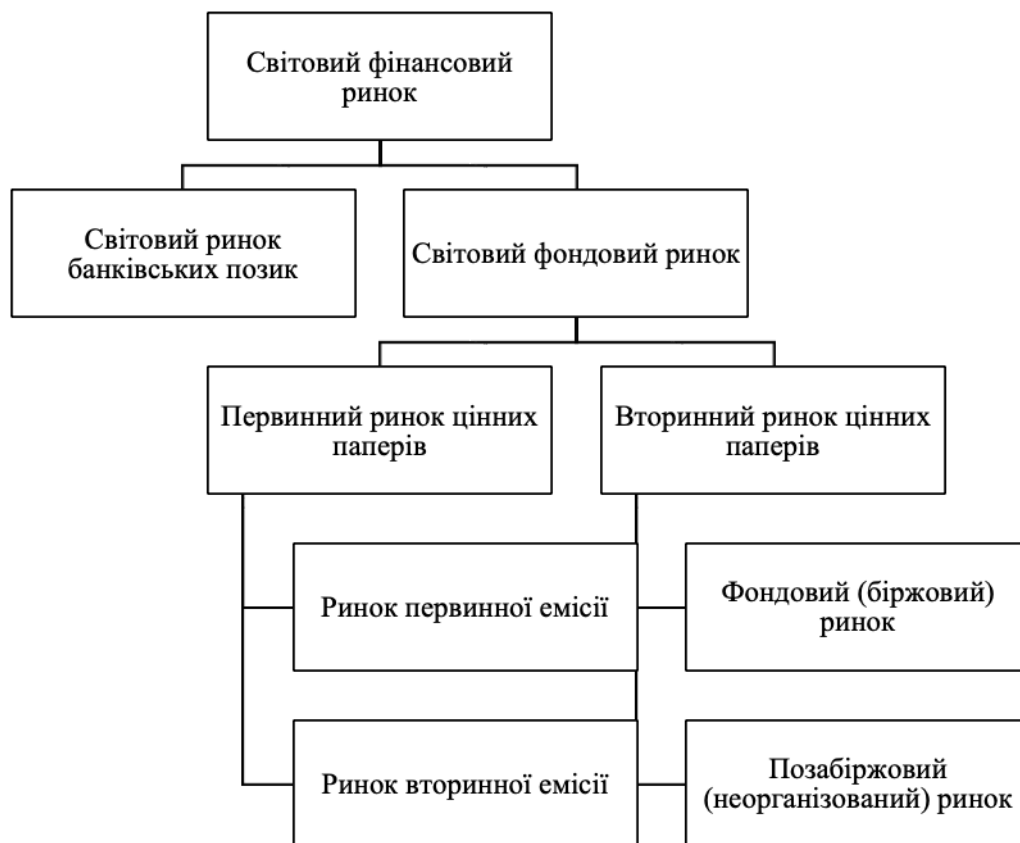 Світовий фінансовий
ринок
Світовий ринок
банківських позик
Світовий фондовий ринок
Первинний ринок цінних
паперів
Вторинний ринок цінних
паперів
Ринок первинної емісії
Фондовий (біржовий)
ринок
Ринок вторинної емісії
Позабіржовий
(неорганізований) ринок